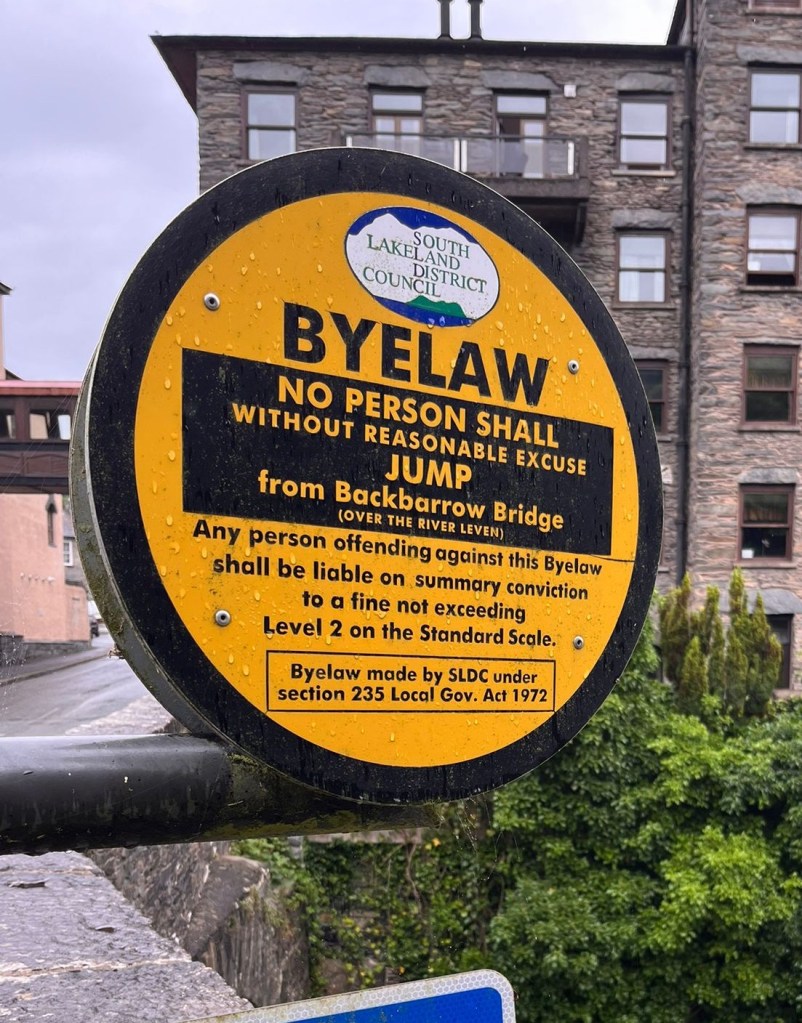 SOUTH
LAKELAND
DISTRICT
COUNCIL
BYELAW
NO PERSON SHALL
WITHOUT REASONABLE EXCUSE
JUMP
from Backbarrow Bridge
(OVER THE RIVER LEVEN)
Any person offending against this Byelaw
shall be liable on summary conviction
to a fine not exceeding
Level 2 on the Standard Scale.
Byelaw made by SLDC under
section 235 Local Gov. Act 1972